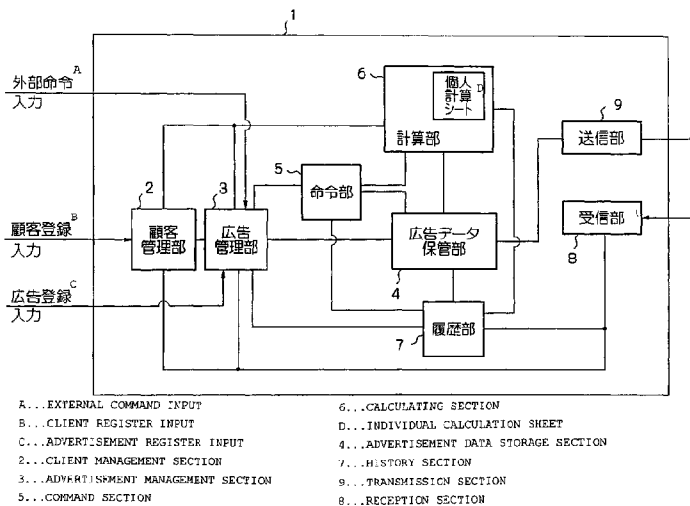 1
外部命令 A
入力
6
個人
計算
シート
D
計算部
9
送信部
5
命令部
2
3
顧客登録 B
入力
顧客
管理部
広告
管理部
広告データ
保管部
4
受信部
8
広告登録 C
入力
履歴部
7
A...EXTERNAL COMMAND INPUT
B...CLIENT REGISTER INPUT
C...ADVERTISEMENT REGISTER INPUT
2...CLIENT MANAGEMENT SECTION
3...ADVERTISEMENT MANAGEMENT SECTION
5...COMMAND SECTION
6...CALCULATING SECTION
D...INDIVIDUAL CALCULATION SHEET
4...ADVERTISEMENT DATA STORAGE SECTION
7...HISTORY SECTION
9...TRANSMISSION SECTION
8...RECEPTION SECTION